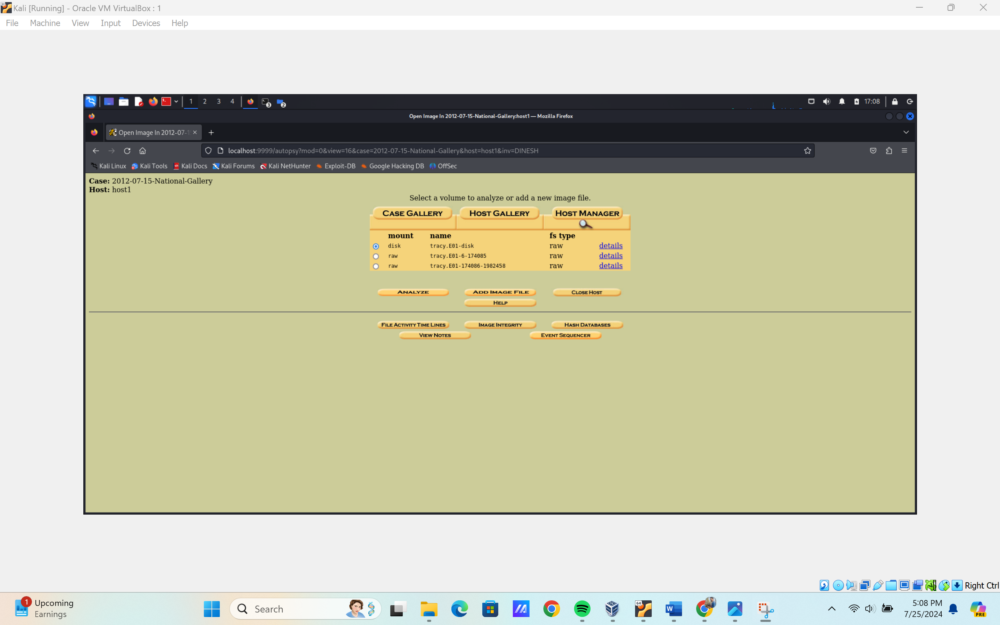 Kali [Running] - Oracle VM VirtualBox : 1
File Machine View Input Devices Help
1 2 3 4 3 2 17:08
Open Image In 2012-07-15-National-Gallery:host1 — Mozilla Firefox
Open Image In 2012-07-1
localhost:9999/autopsy?mod=0&view=16&case=2012-07-15-National-Gallery&host=host1&inv=DINESH
Kali Linux Kali Tools Kali Docs Kali Forums Kali NetHunter Exploit-DB Google Hacking DB OffSec
Case: 2012-07-15-National-Gallery
Host: host1
Select a volume to analyze or add a new image file.
CASE GALLERY HOST GALLERY HOST MANAGER
mount name fs type
disk tracy.E01-disk raw details
raw tracy.E01-6-174085 raw details
raw tracy.E01-174086-1982458 raw details
ANALYZE ADD IMAGE FILE CLOSE HOST
HELP
FILE ACTIVITY TIME LINES IMAGE INTEGRITY HASH DATABASES
VIEW NOTES EVENT SEQUENCER
Right Ctrl
1 Upcoming
Earnings
Search
64
W
5:08 PM
7/25/2024
PRE